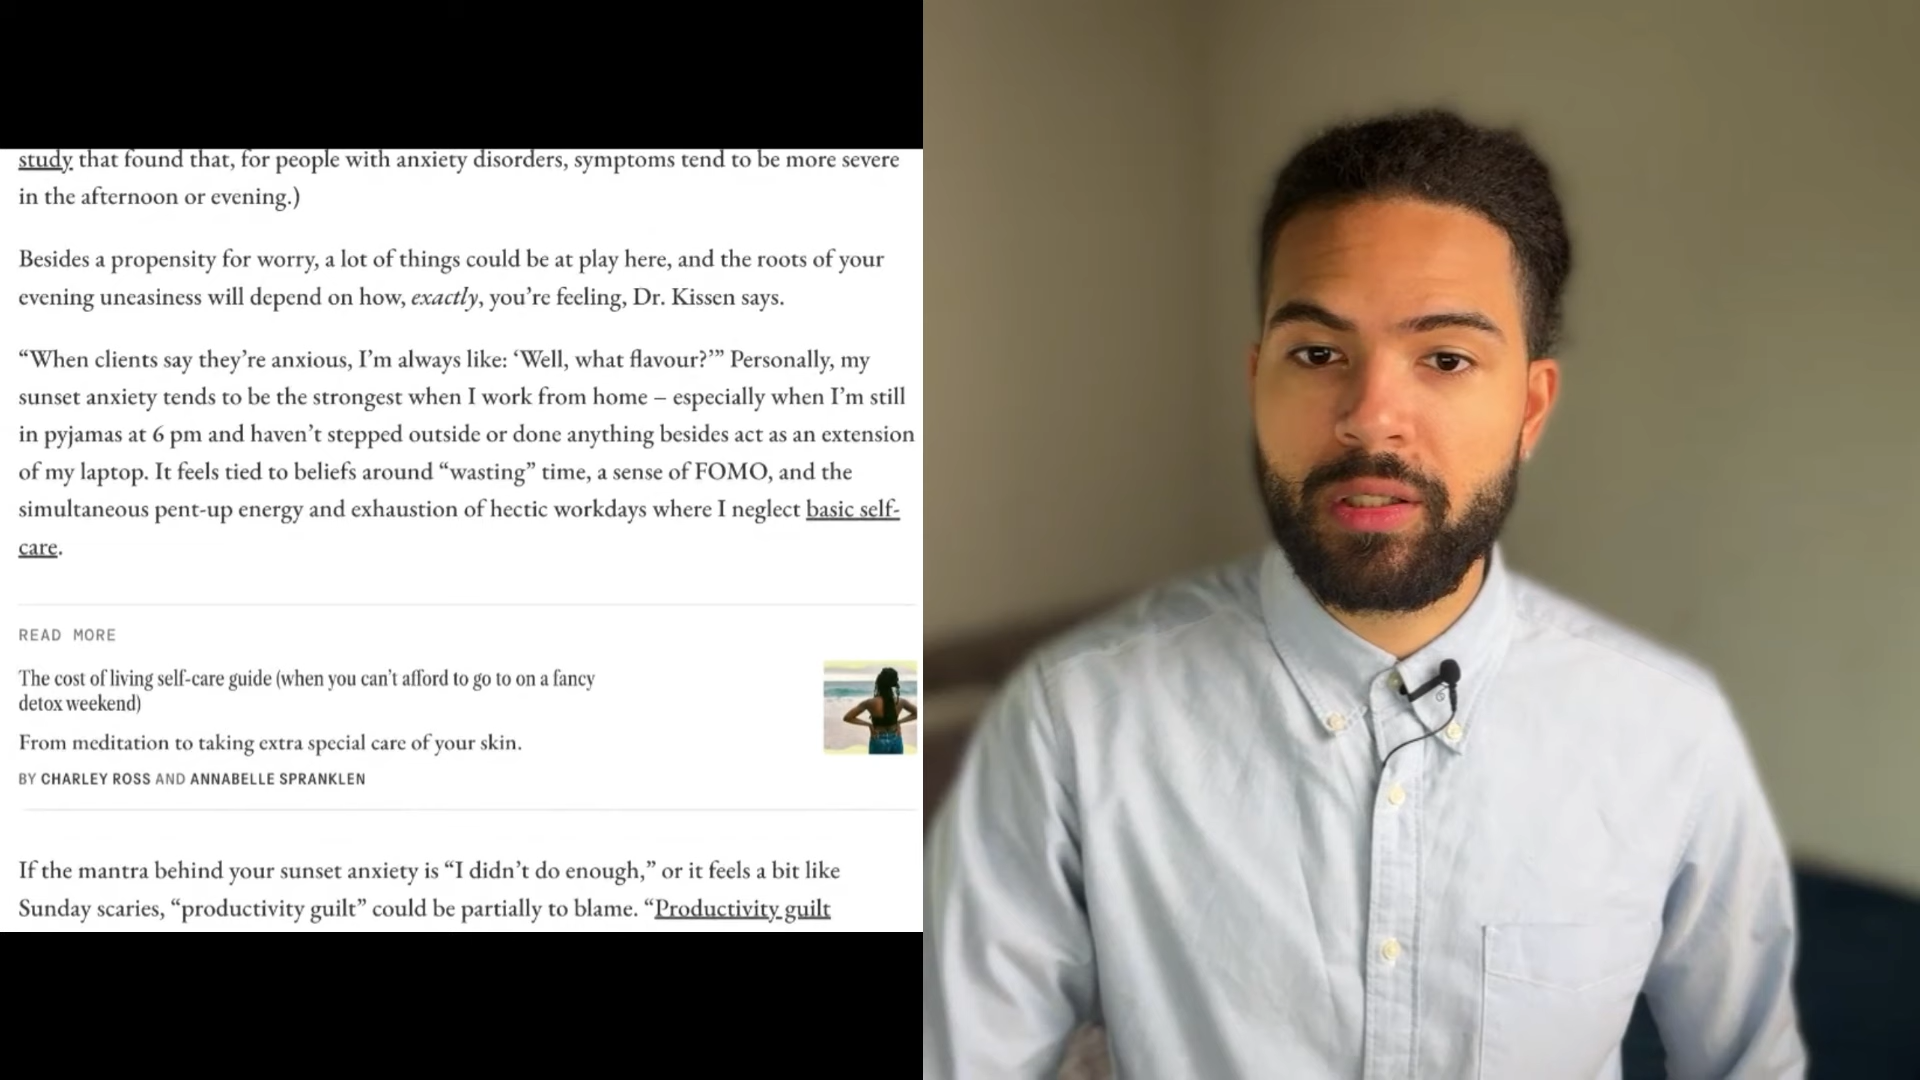 study that found that, for people with anxiety disorders, symptoms tend to be more severe
in the afternoon or evening.)
Besides a propensity for worry, a lot of things could be at play here, and the roots of your
evening uneasiness will depend on how, exactly, you’re feeling, Dr. Kissen says.
“When clients say they’re anxious, I’m always like: ‘Well, what flavour?’” Personally, my
sunset anxiety tends to be the strongest when I work from home – especially when I’m still
in pyjamas at 6 pm and haven’t stepped outside or done anything besides act as an extension
of my laptop. It feels tied to beliefs around “wasting” time, a sense of FOMO, and the
simultaneous pent-up energy and exhaustion of hectic workdays where I neglect basic self-
care.
READ MORE
The cost of living self-care guide (when you can’t afford to go to on a fancy
detox weekend)
From meditation to taking extra special care of your skin.
BY CHARLEY ROSS AND ANNABELLE SPRANKLEN
If the mantra behind your sunset anxiety is “I didn’t do enough,” or it feels a bit like
Sunday scaries, “productivity guilt” could be partially to blame. “Productivity guilt